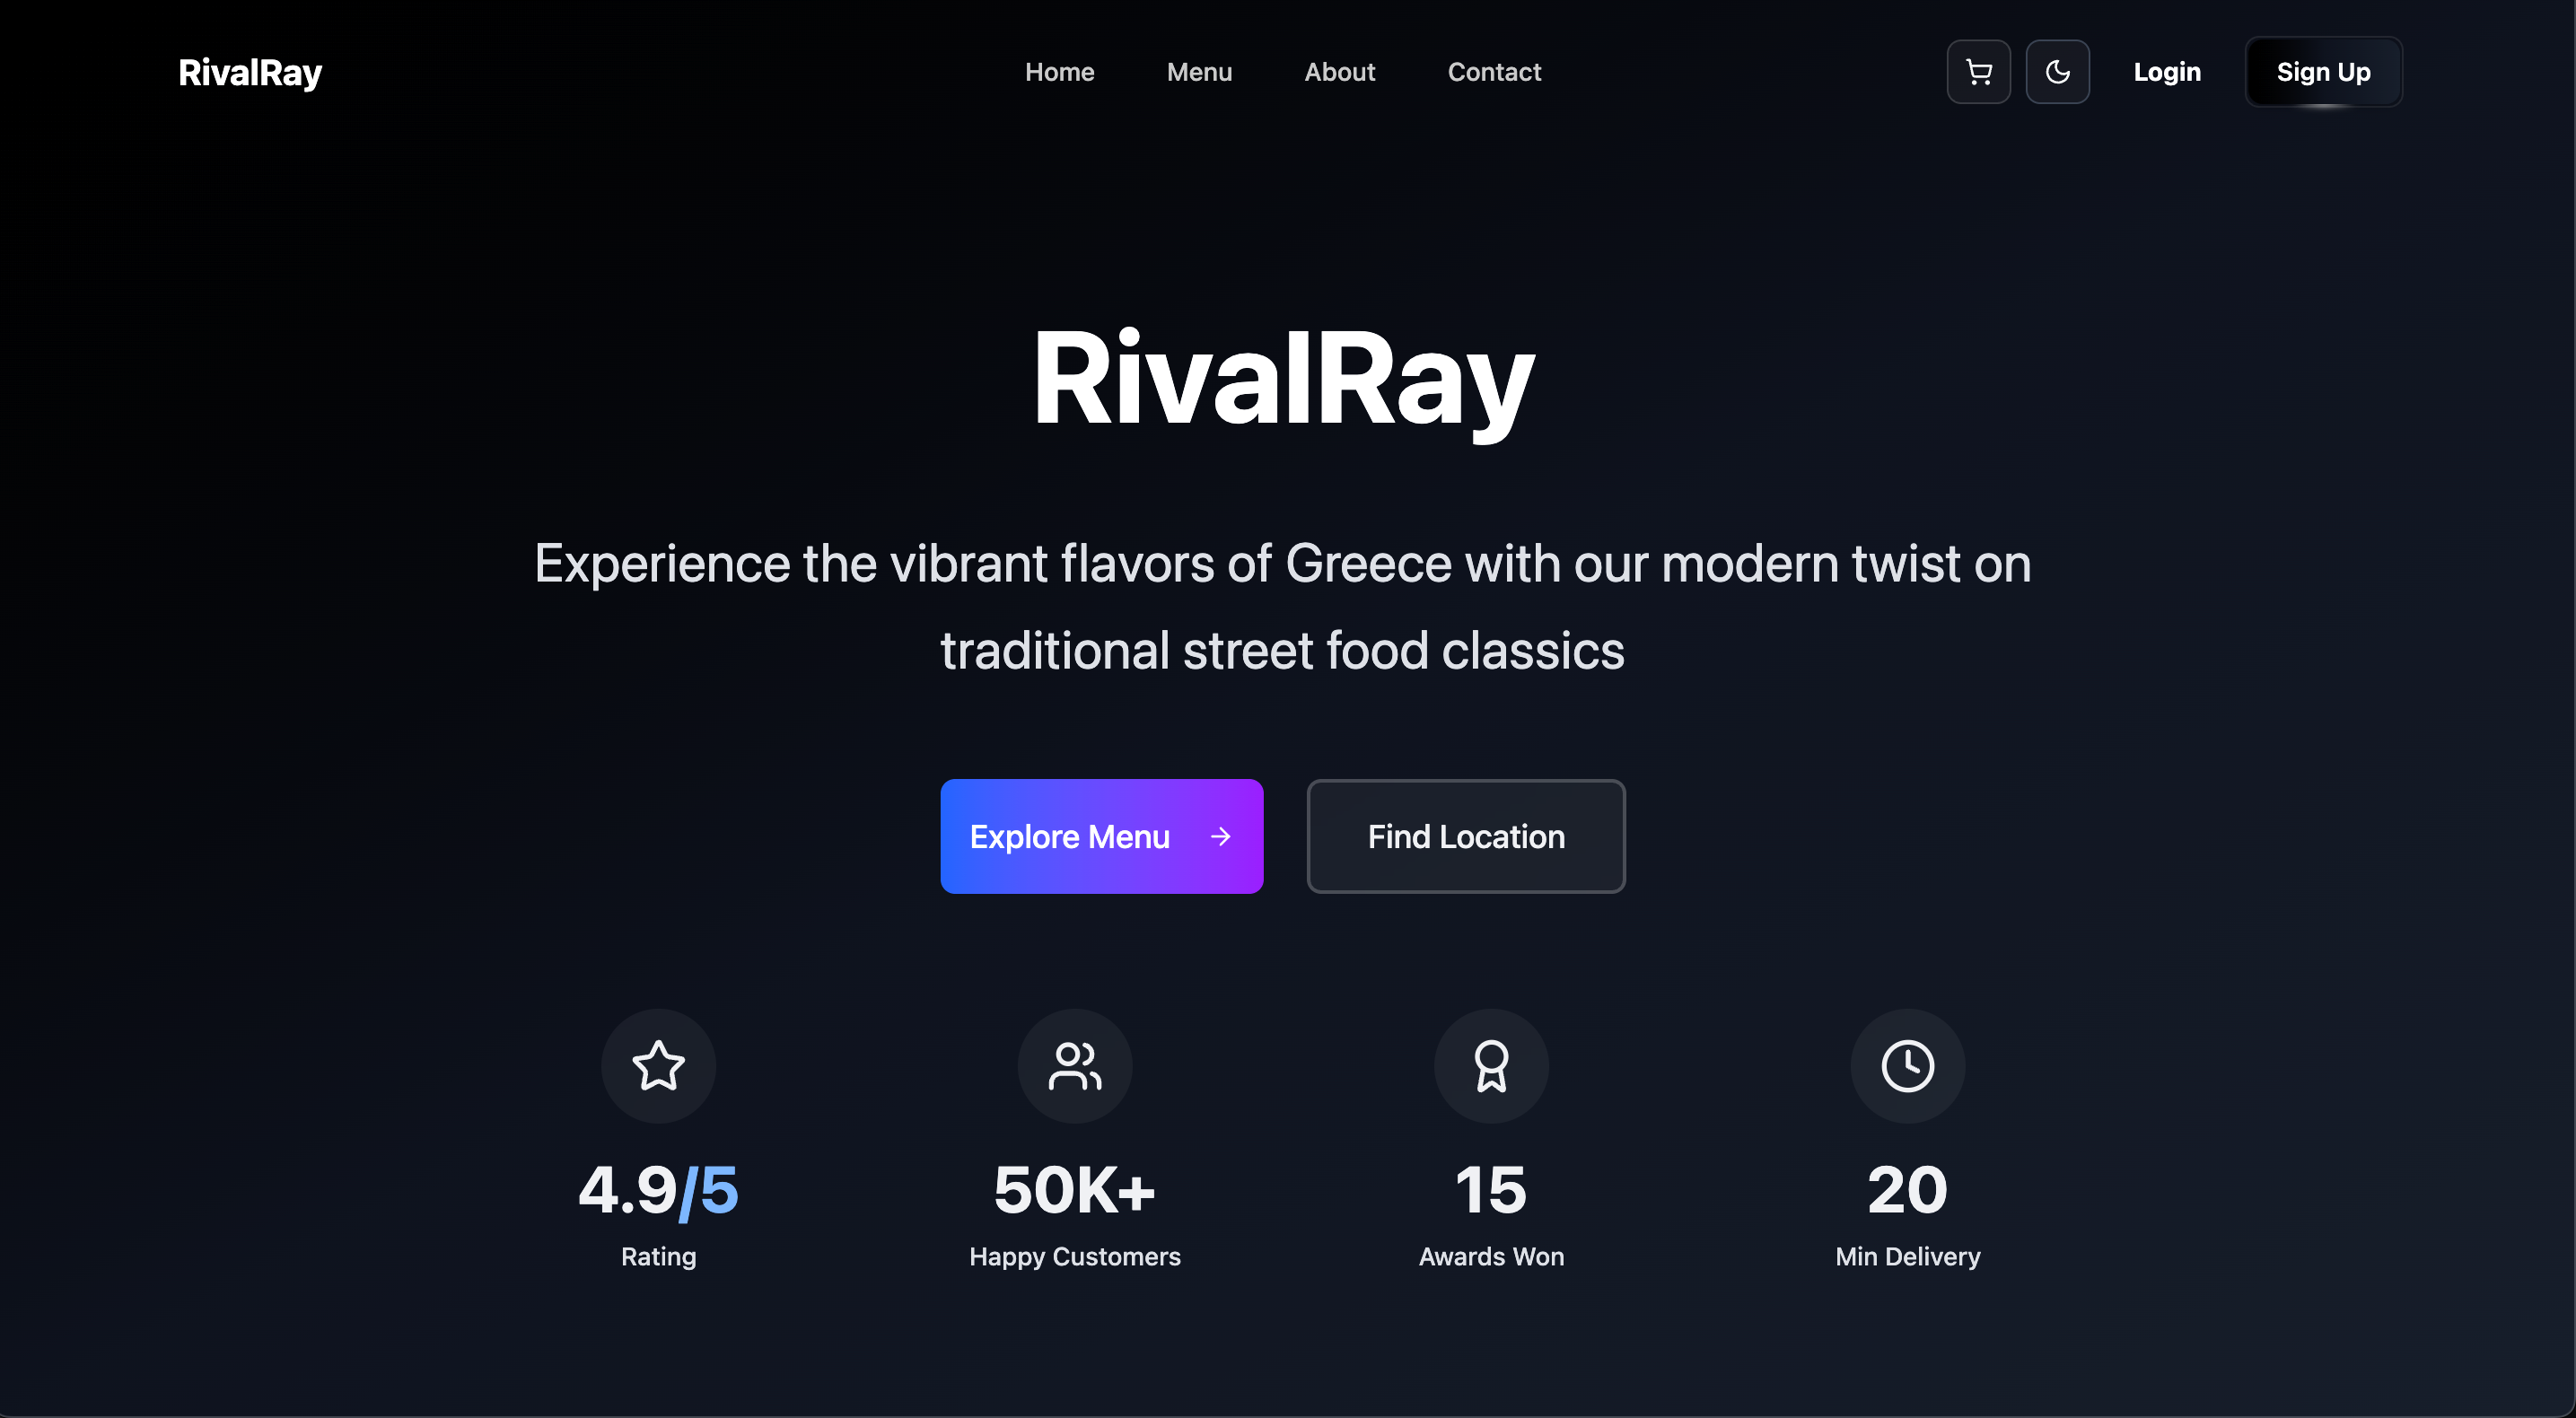 RivalRay
Home
Menu
About
Contact
Login
Sign Up
RivalRay
Experience the vibrant flavors of Greece with our modern twist on
traditional street food classics
Explore Menu
Find Location
4.9/5
Rating
50K+
Happy Customers
15
Awards Won
20
Min Delivery